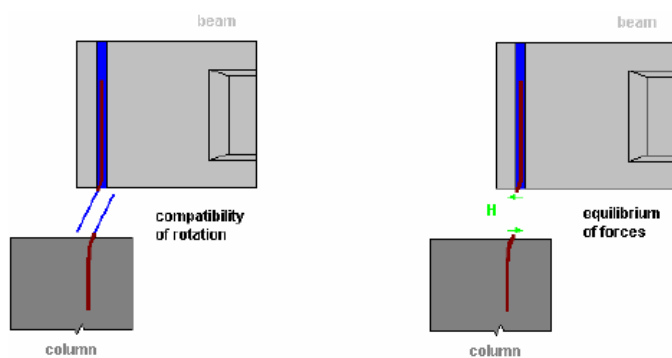 beam
compatibility
of rotation
column
beam
H
equilibrium
of forces
column